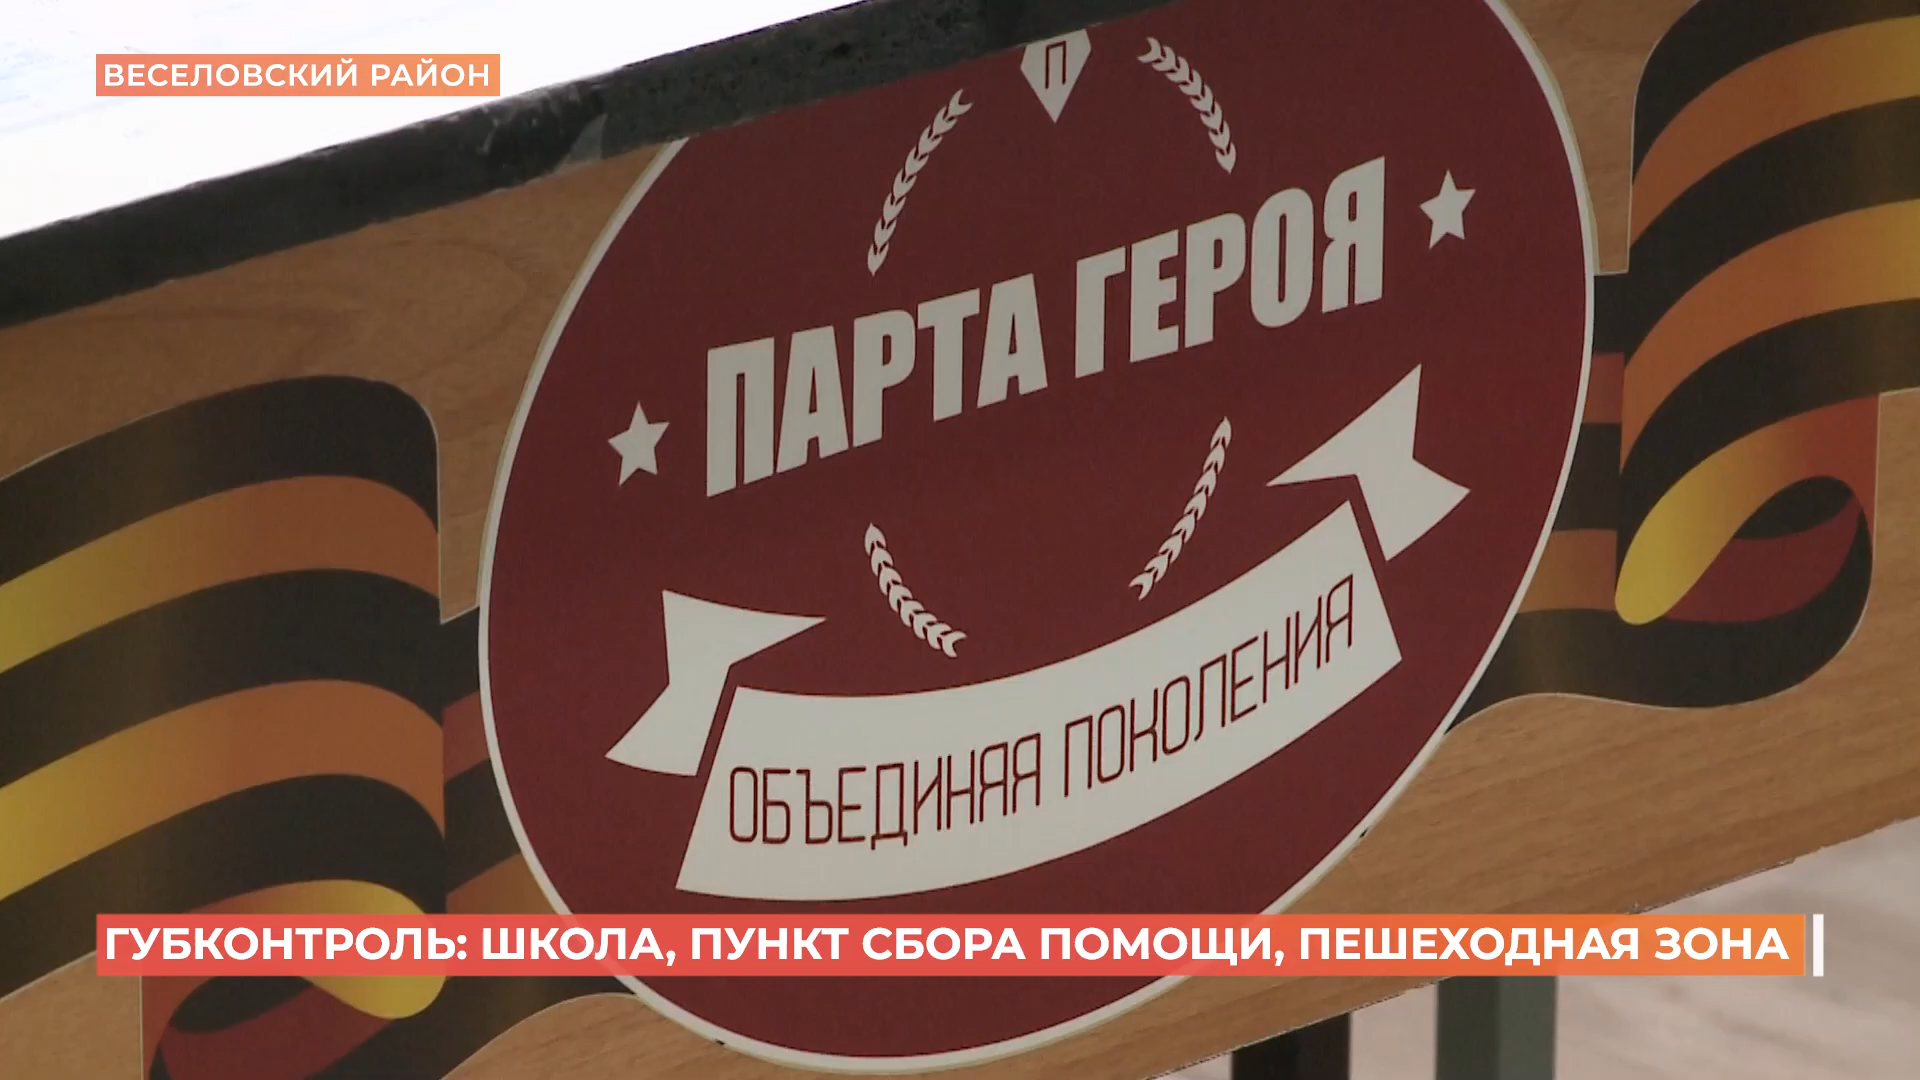 ВЕСЕЛОВСКИЙ РАЙОН
П
ПАРТА ГЕРОЯ
ОБЪЕДИНЯЯ ПОКОЛЕНИЯ
ГУБКОНТРОЛЬ: ШКОЛА, ПУНКТ СБОРА ПОМОЩИ, ПЕШЕХОДНАЯ ЗОНА